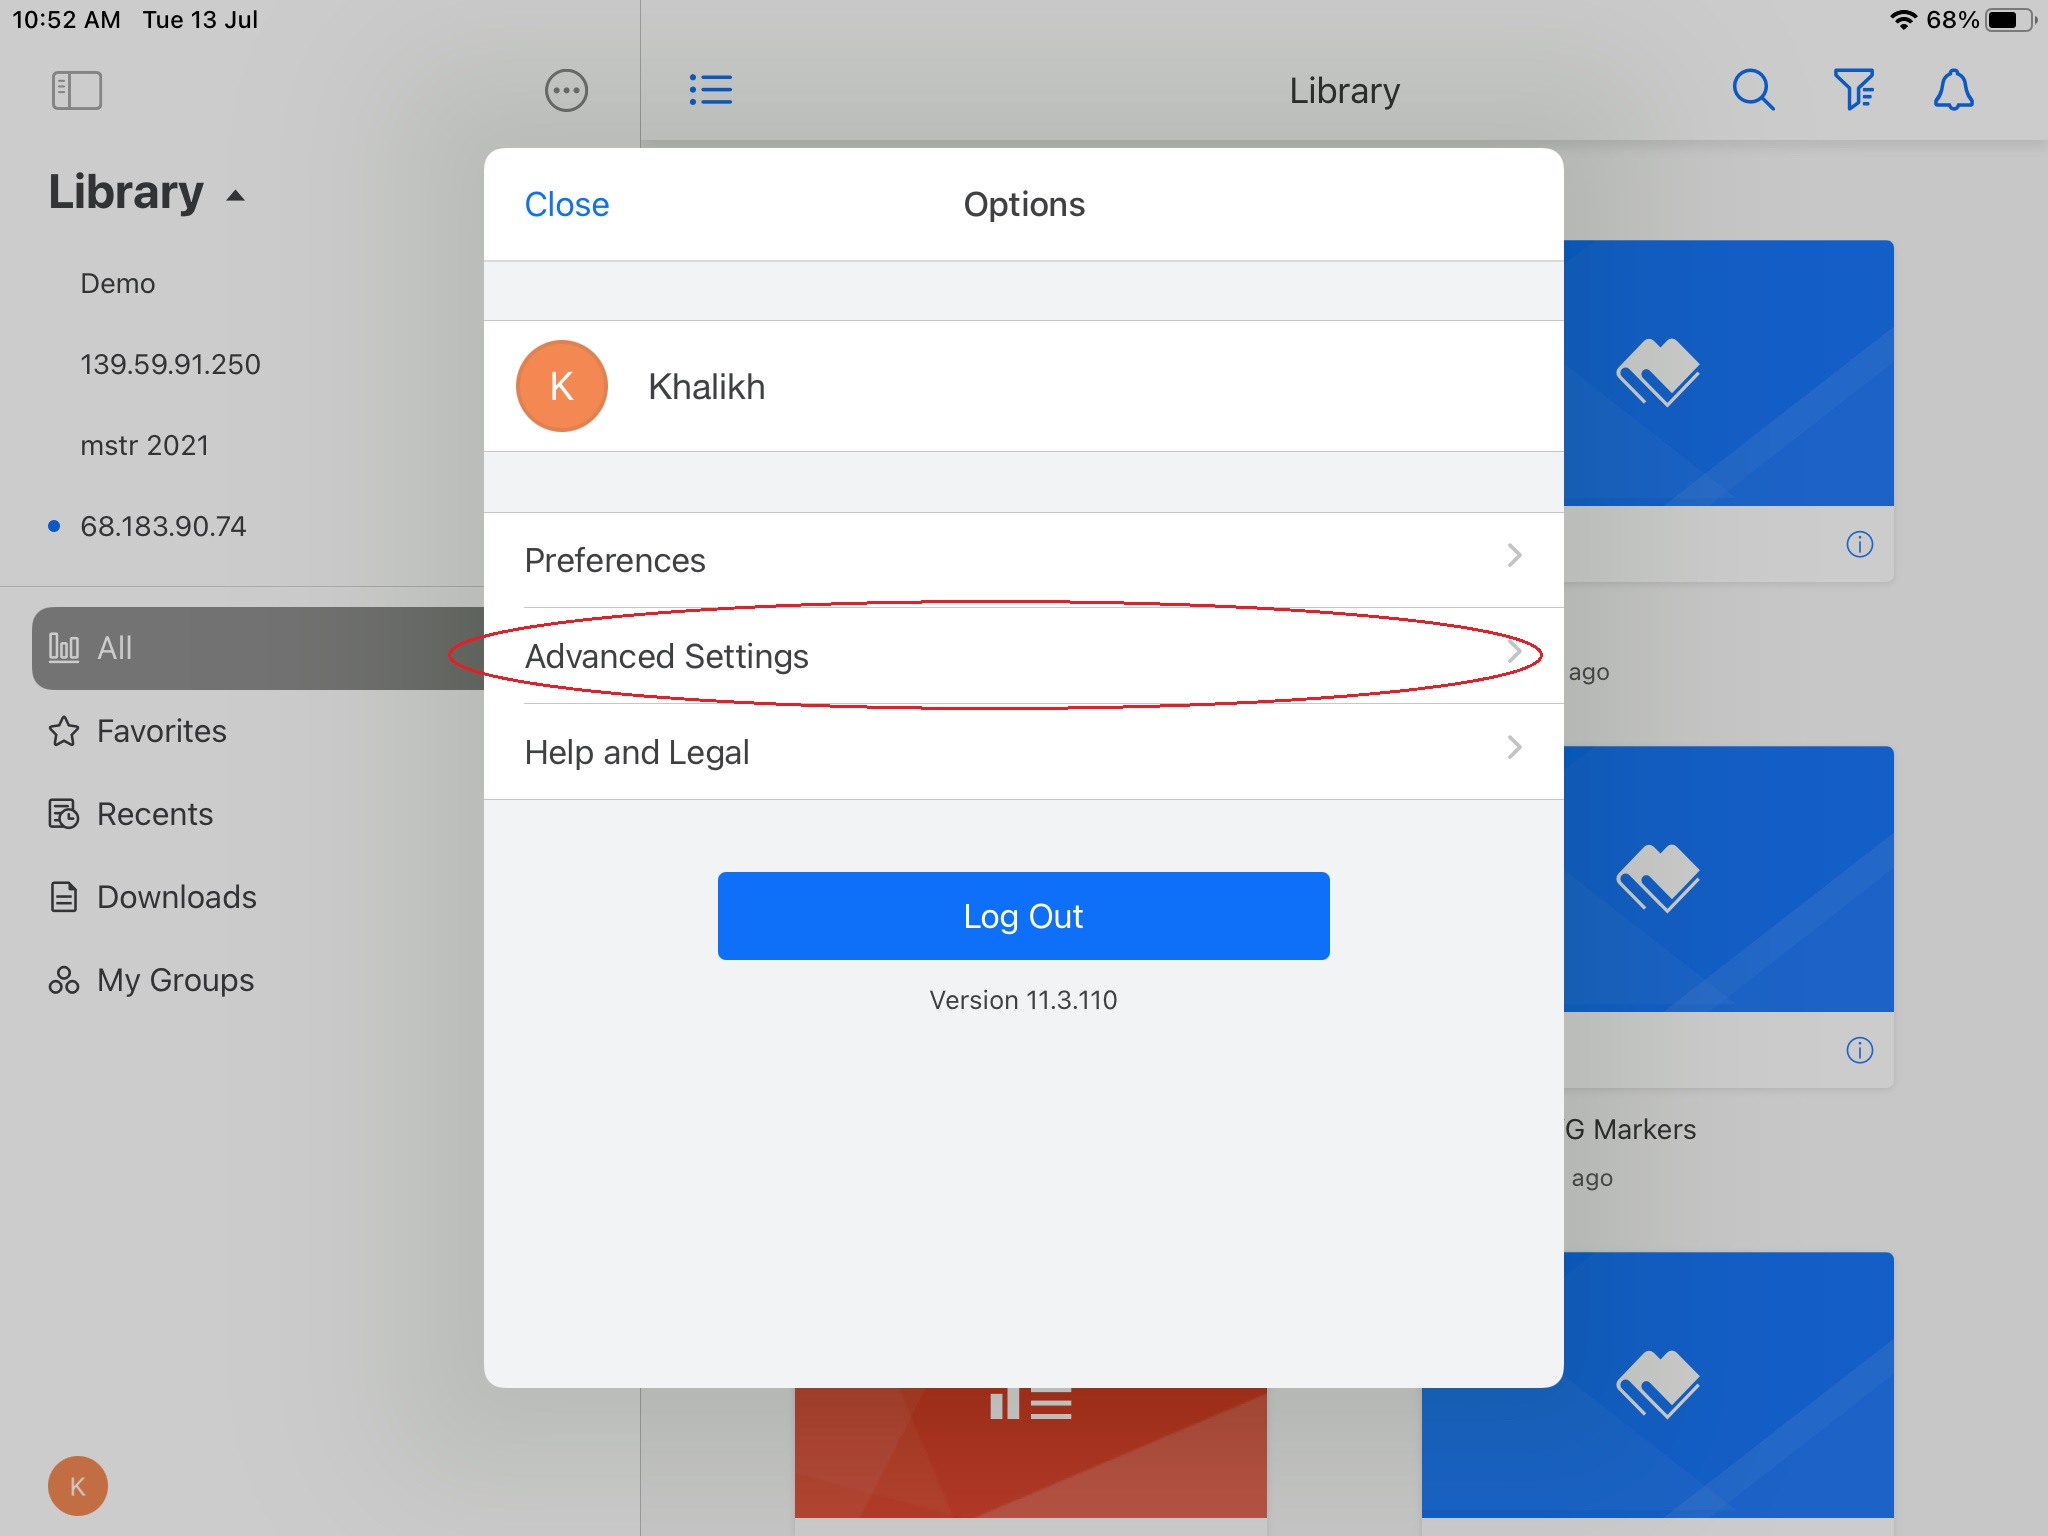 10:52 AM Tue 13 Jul
68%
Library
Library
Demo
139.59.91.250
mstr 2021
68.183.90.74
All
Favorites
Recents
Downloads
My Groups
K
Close
Options
K
Khalikh
Preferences
Advanced Settings
Help and Legal
Log Out
Version 11.3.110
ago
G Markers
ago